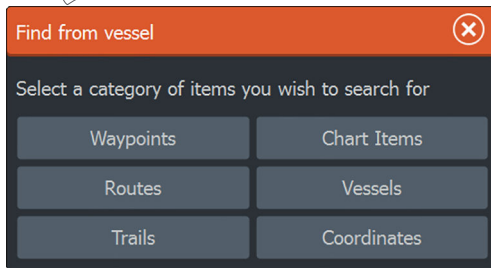 Find from vessel
Select a category of items you wish to search for
Waypoints
Chart Items
Routes
Vessels
Trails
Coordinates